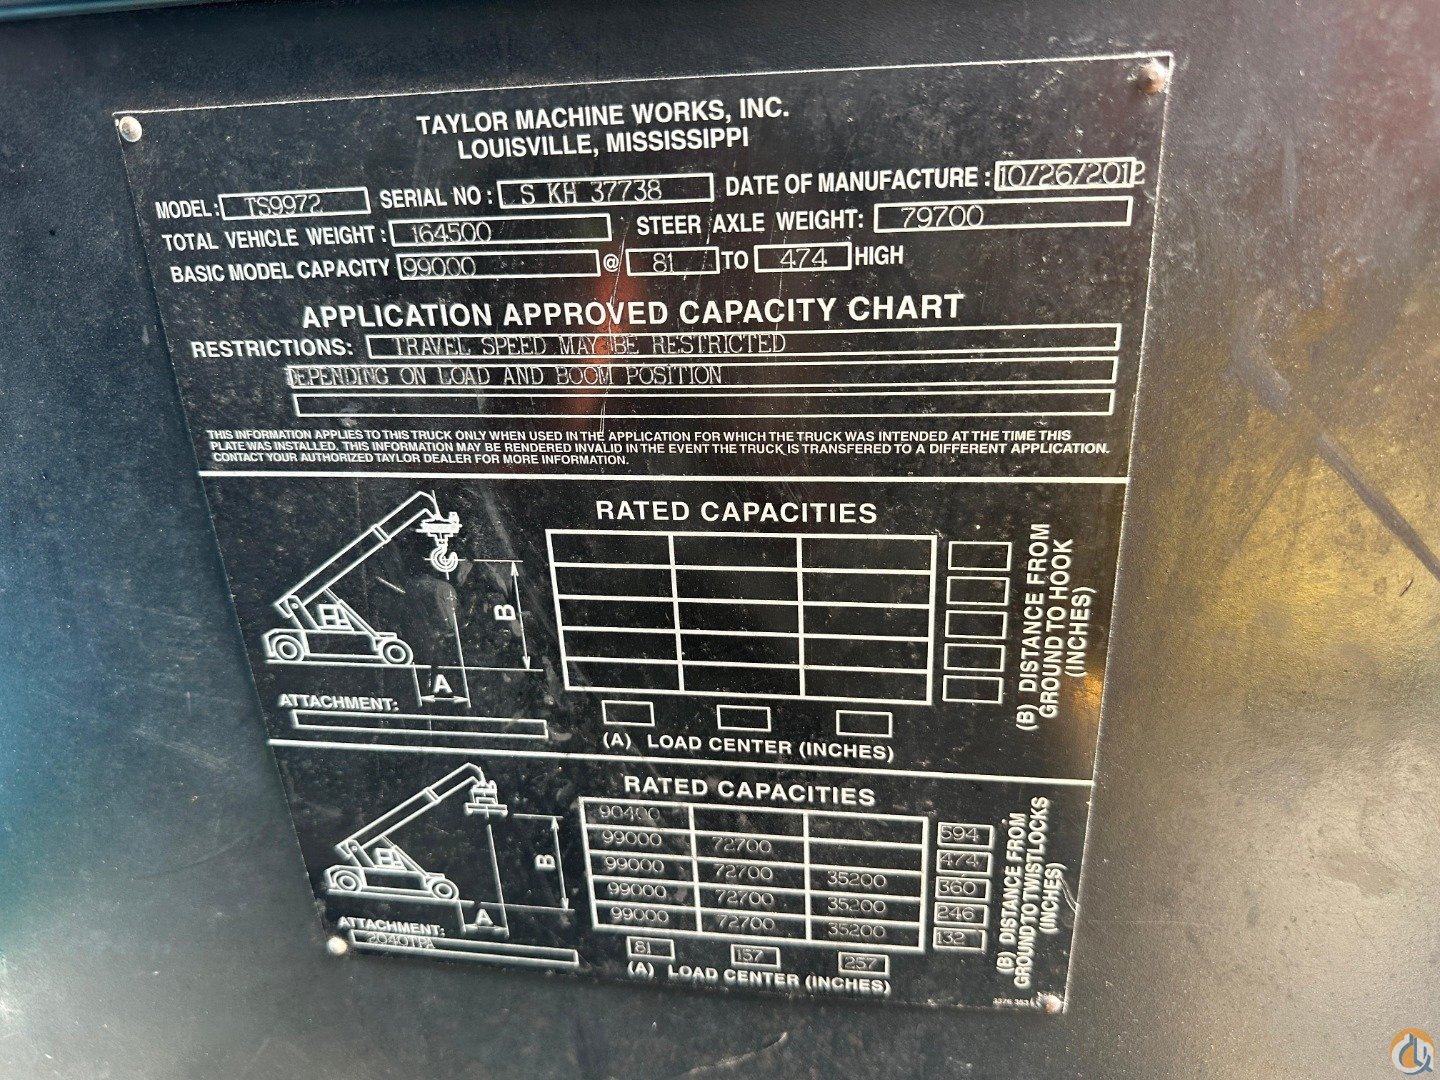 TAYLOR MACHINE WORKS, INC.
LOUISVILLE, MISSISSIPPI
MODEL: TS9972 SERIAL NO: S KH 37738 DATE OF MANUFACTURE: 10/26/2012
TOTAL VEHICLE WEIGHT: 164500 STEER AXLE WEIGHT: 79700
BASIC MODEL CAPACITY 99000 @ 81 TO 474 HIGH
APPLICATION APPROVED CAPACITY CHART
RESTRICTIONS: TRAVEL SPEED MAY BE RESTRICTED
DEPENDING ON LOAD AND BOOM POSITION
THIS INFORMATION APPLIES TO THIS TRUCK ONLY WHEN USED IN THE APPLICATION FOR WHICH THE TRUCK WAS INTENDED AT THE TIME THIS
PLATE WAS INSTALLED. THIS INFORMATION MAY BE RENDERED INVALID IN THE EVENT THE TRUCK IS TRANSFERED TO A DIFFERENT APPLICATION.
CONTACT YOUR AUTHORIZED TAYLOR DEALER FOR MORE INFORMATION.
RATED CAPACITIES
B
A
ATTACHMENT:
(A) LOAD CENTER (INCHES)
(B) DISTANCE FROM
GROUND TO HOOK
(INCHES)
RATED CAPACITIES
90400 594
99000 72700 474
99000 72700 35200 360
99000 72700 35200 246
99000 72700 35200 132
81 157 257
(A) LOAD CENTER (INCHES)
B
A
ATTACHMENT:
2040TPA
(B) DISTANCE FROM
GROUND TO TWISTLOCKS
(INCHES)